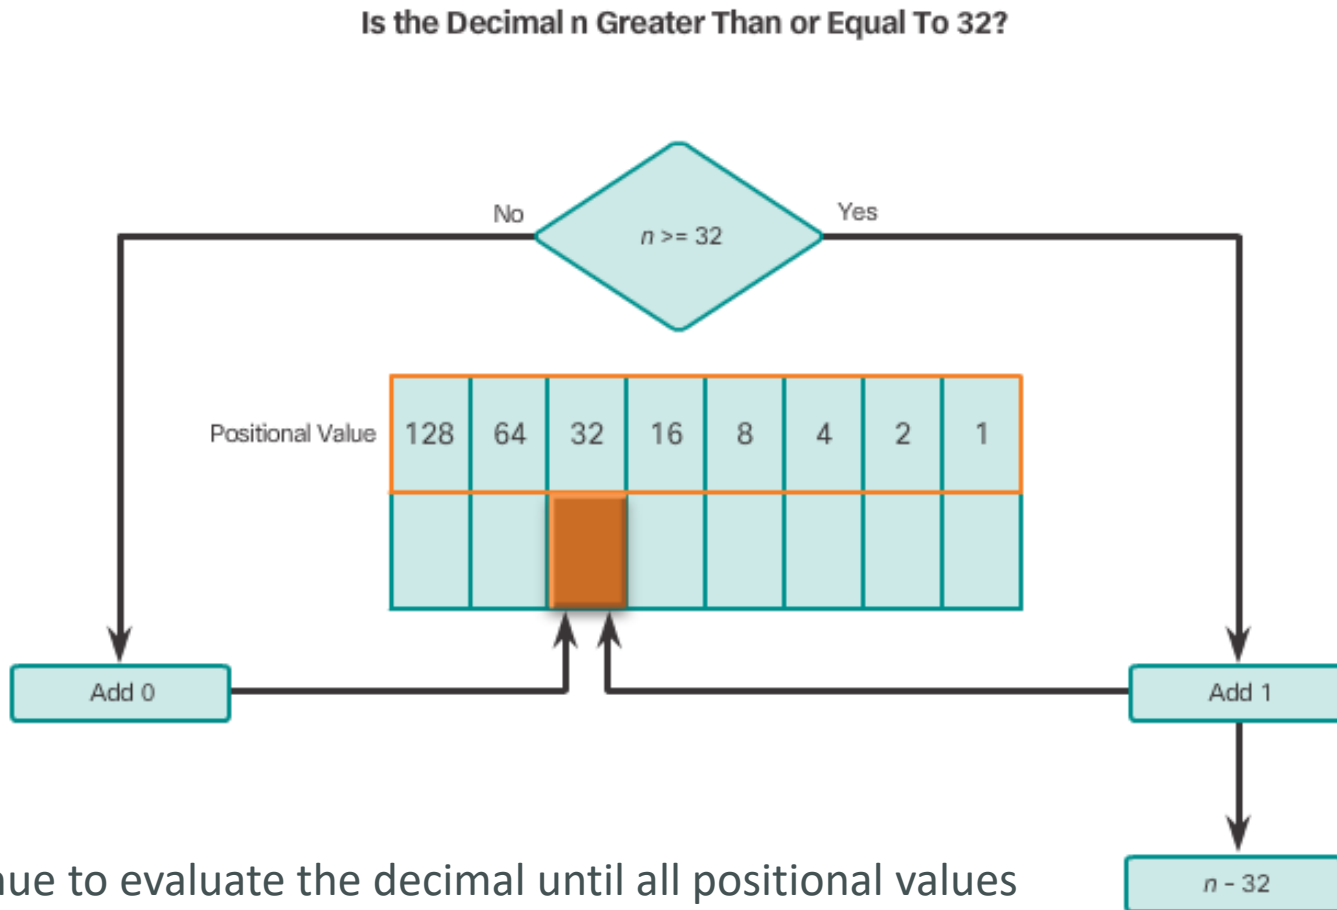 Is the Decimal n Greater Than or Equal To 32?
No
Yes
n >= 32
Positional Value 128 64 32 16 8 4 2 1
Add 0
Add 1
to evaluate the decimal until all positional values
n - 32